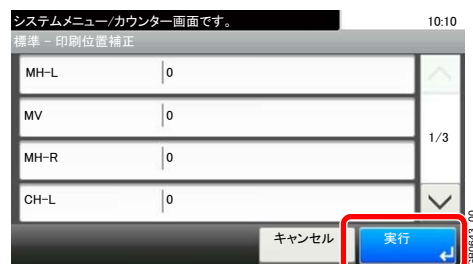 システムメニュー/カウンター画面です。 10:10
標準 - 印刷位置補正
MH-L 0
MV 0
1/3
MH-R 0
CH-L 0
キャンセル 実行